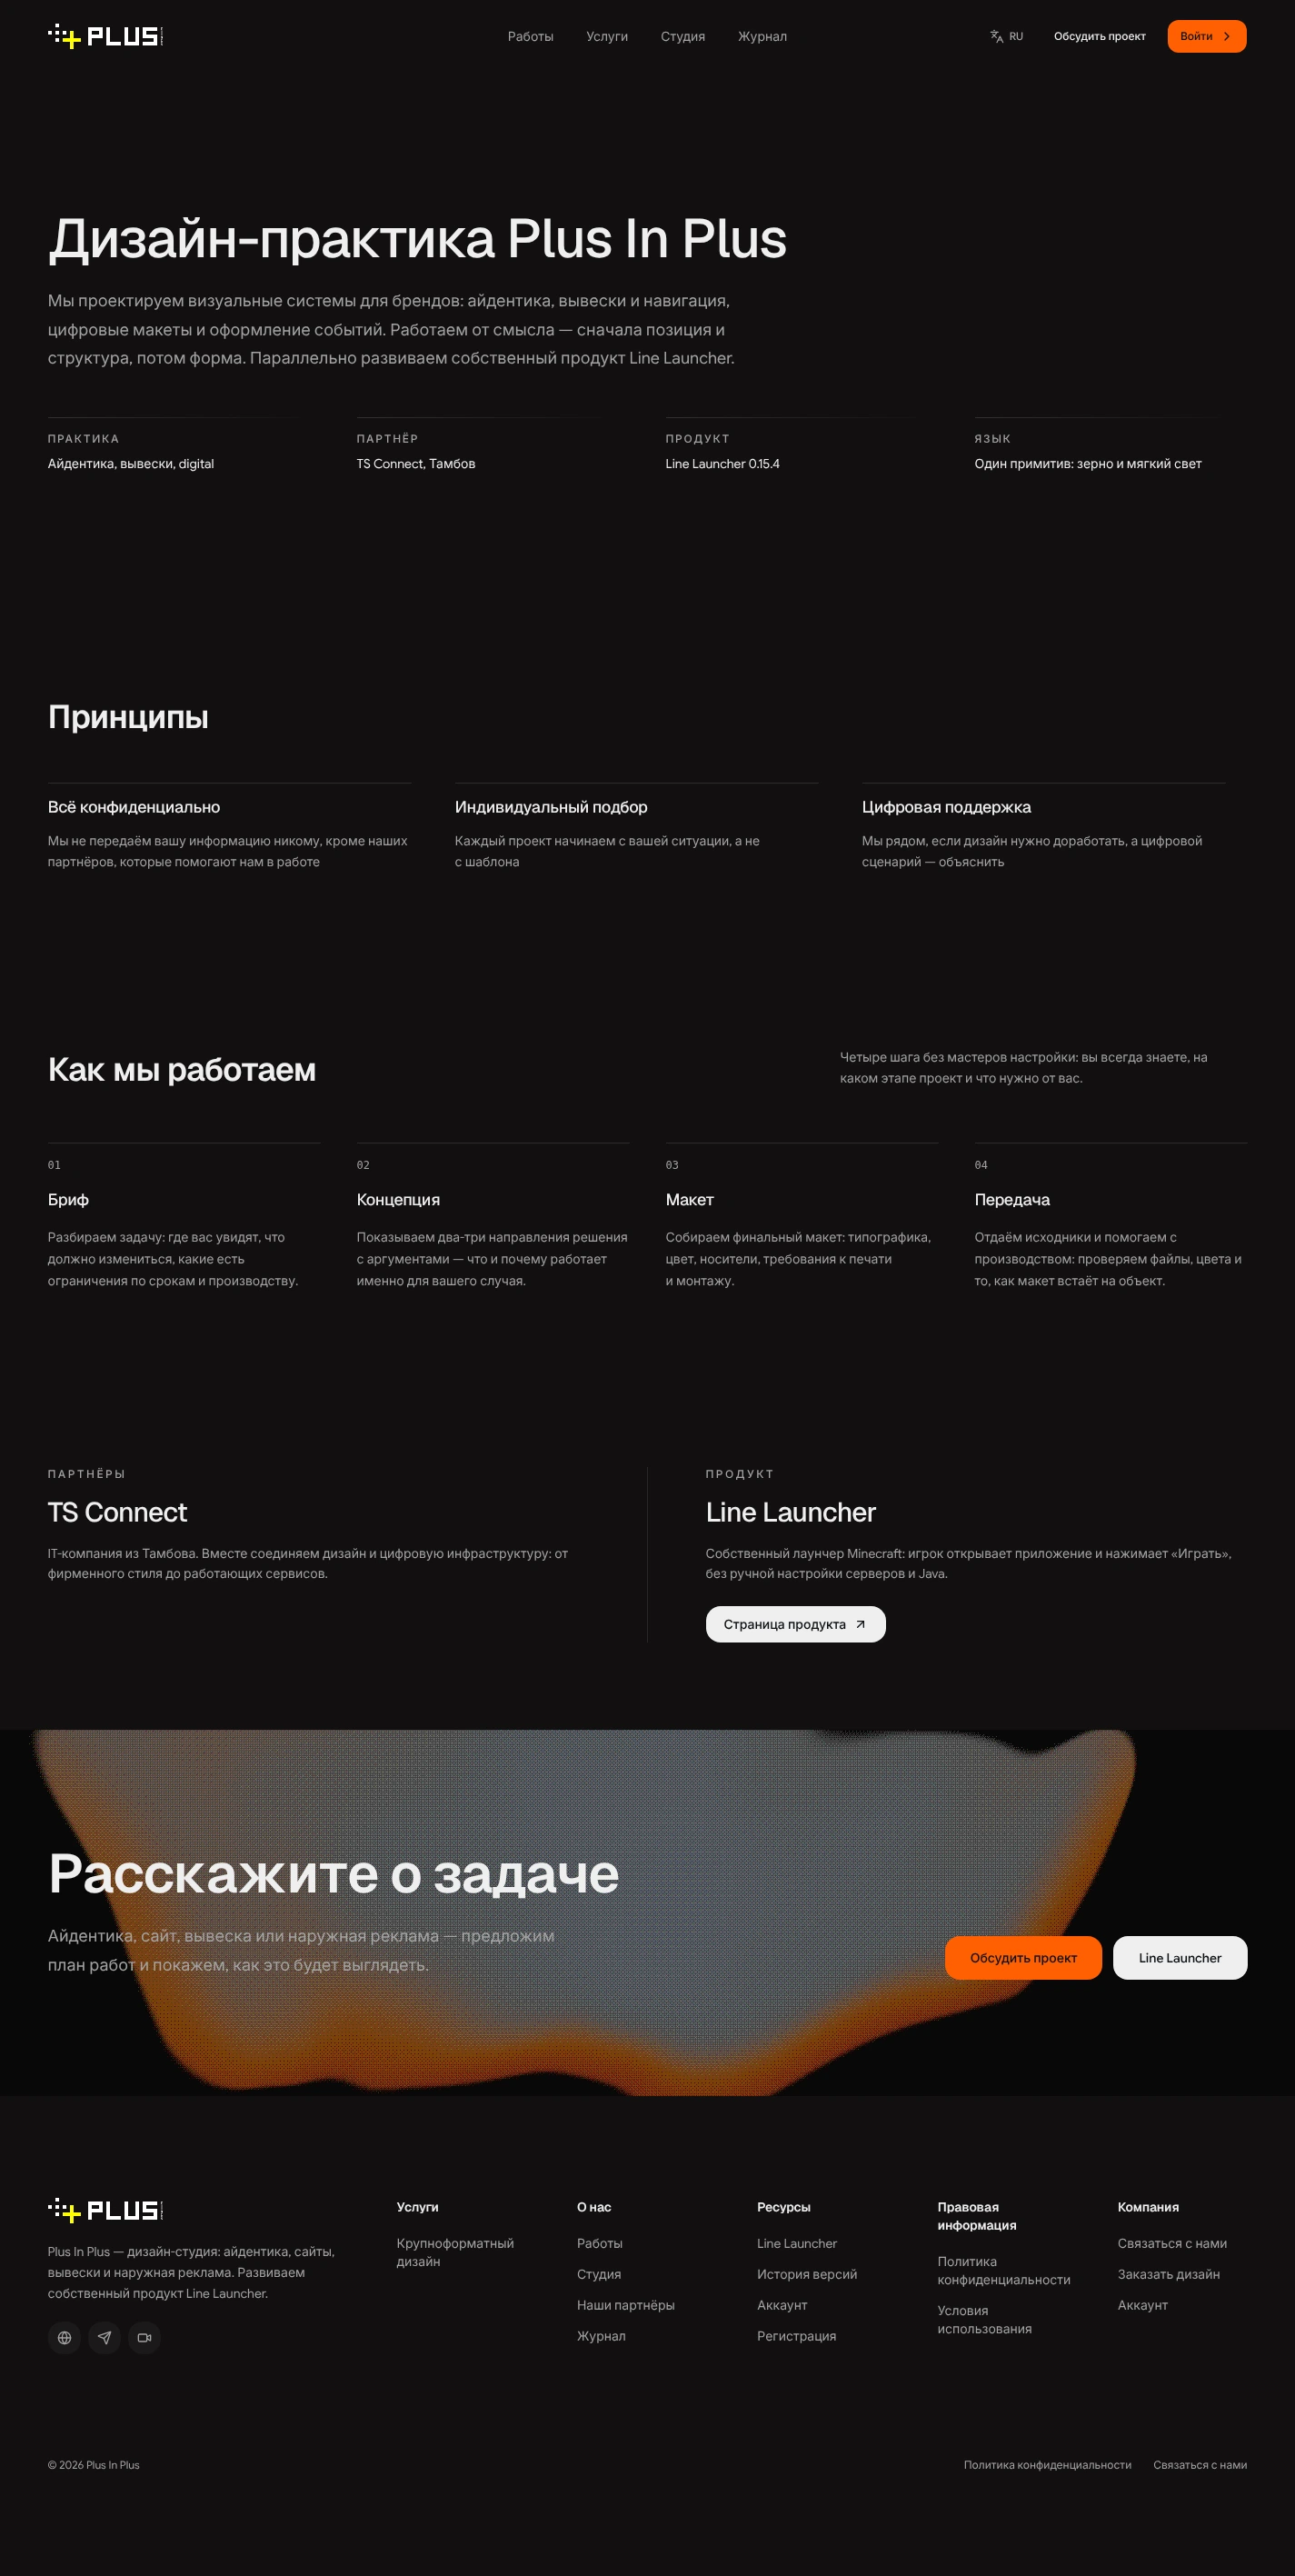 PLUS
Работы
Услуги
Студия
Журнал
RU
Обсудить проект
Войти
Дизайн-практика Plus In Plus
Мы проектируем визуальные системы для брендов: айдентика, вывески и навигация,
цифровые макеты и оформление событий. Работаем от смысла — сначала позиция и
структура, потом форма. Параллельно развиваем собственный продукт Line Launcher.
ПРАКТИКА
Айдентика, вывески, digital
ПАРТНЁР
TS Connect, Тамбов
ПРОДУКТ
Line Launcher 0.15.4
ЯЗЫК
Один примитив: зерно и мягкий свет
Принципы
Всё конфиденциально
Мы не передаём вашу информацию никому, кроме наших
партнёров, которые помогают нам в работе
Индивидуальный подбор
Каждый проект начинаем с вашей ситуации, а не
с шаблона
Цифровая поддержка
Мы рядом, если дизайн нужно доработать, а цифровой
сценарий — объяснить
Как мы работаем
Четыре шага без мастеров настройки: вы всегда знаете, на
каком этапе проект и что нужно от вас.
01
Бриф
Разбираем задачу: где вас увидят, что
должно измениться, какие есть
ограничения по срокам и производству.
02
Концепция
Показываем два-три направления решения
с аргументами — что и почему работает
именно для вашего случая.
03
Макет
Собираем финальный макет: типографика,
цвет, носители, требования к печати
и монтажу.
04
Передача
Отдаём исходники и помогаем с
производством: проверяем файлы, цвета и
то, как макет встаёт на объект.
ПАРТНЁРЫ
TS Connect
IT-компания из Тамбова. Вместе соединяем дизайн и цифровую инфраструктуру: от
фирменного стиля до работающих сервисов.
ПРОДУКТ
Line Launcher
Собственный лаунчер Minecraft: игрок открывает приложение и нажимает «Играть»,
без ручной настройки серверов и Java.
Страница продукта
Расскажите о задаче
Айдентика, сайт, вывеска или наружная реклама — предложим
план работ и покажем, как это будет выглядеть.
Обсудить проект
Line Launcher
PLUS
Plus In Plus — дизайн-студия: айдентика, сайты,
вывески и наружная реклама. Развиваем
собственный продукт Line Launcher.
Услуги
Крупноформатный
дизайн
О нас
Работы
Студия
Наши партнёры
Журнал
Ресурсы
Line Launcher
История версий
Аккаунт
Регистрация
Правовая
информация
Политика
конфиденциальности
Условия
использования
Компания
Связаться с нами
Заказать дизайн
Аккаунт
© 2026 Plus In Plus
Политика конфиденциальности
Связаться с нами